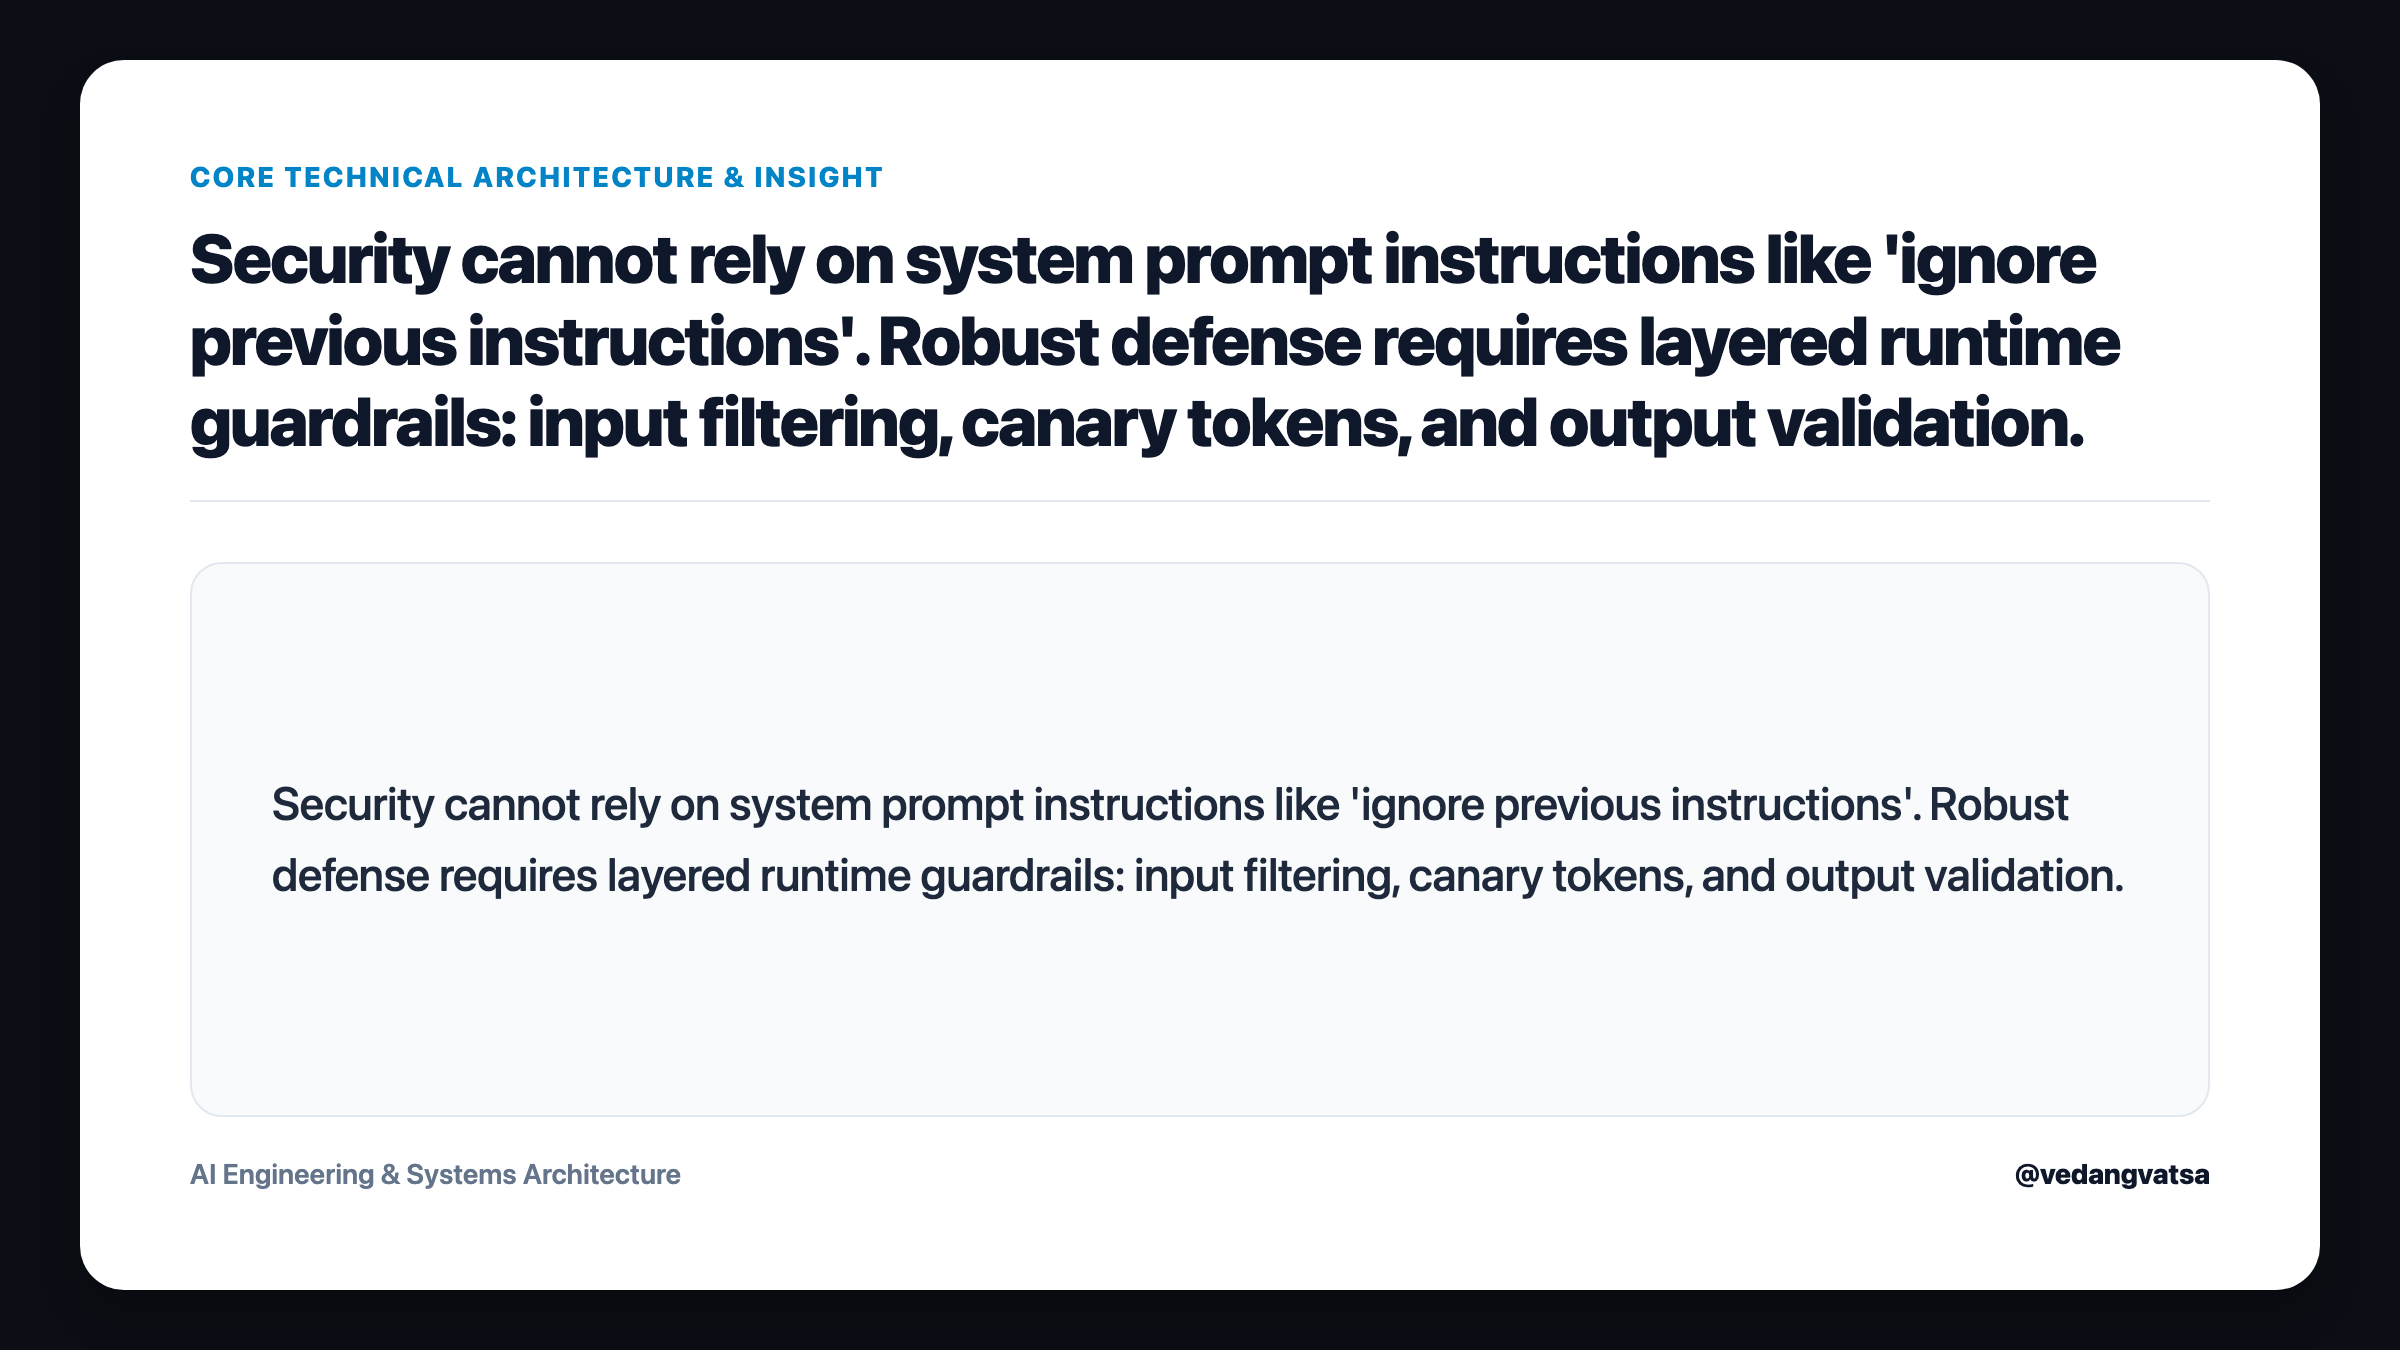 CORE TECHNICAL ARCHITECTURE & INSIGHT
Security cannot rely on system prompt instructions like 'ignore
previous instructions'. Robust defense requires layered runtime
guardrails: input filtering, canary tokens, and output validation.
Security cannot rely on system prompt instructions like 'ignore previous instructions'. Robust
defense requires layered runtime guardrails: input filtering, canary tokens, and output validation.
AI Engineering & Systems Architecture
@vedangvatsa